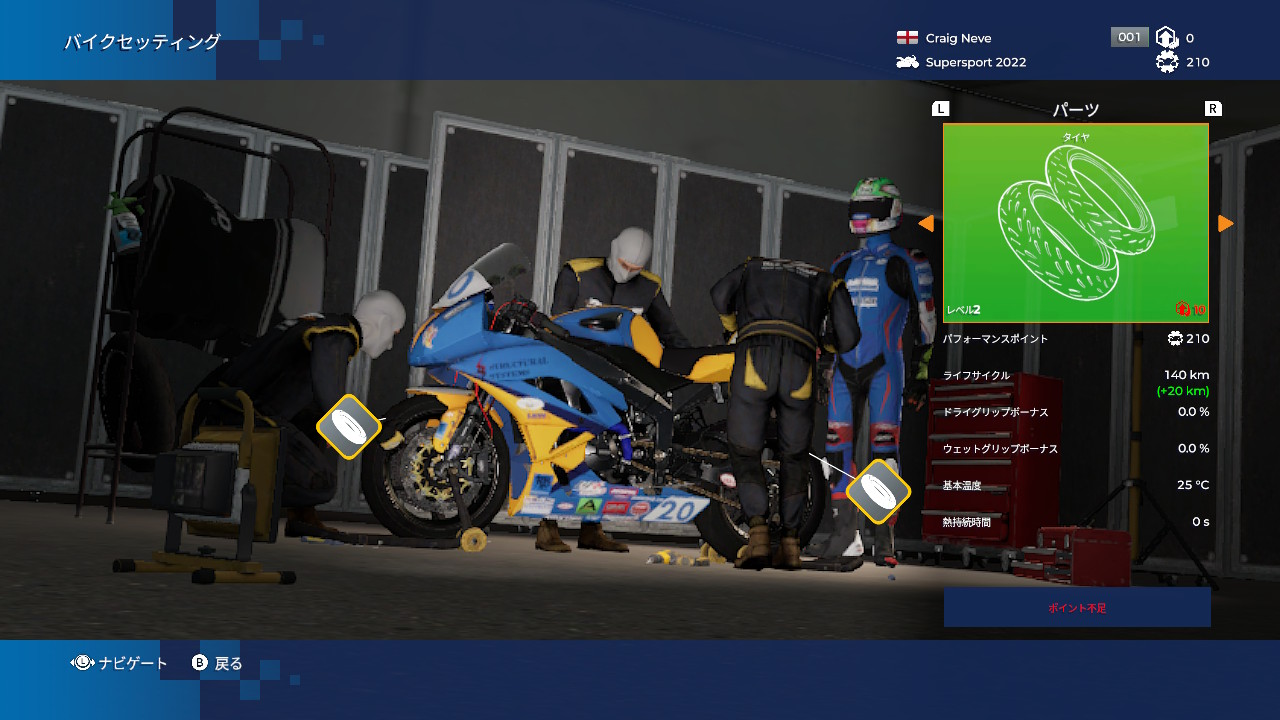 バイクセッティング
Craig Neve
001
0
Supersport 2022
210
L
パーツ
R
タイヤ
レベル2
10
パフォーマンスポイント
210
ライフサイクル
140 km
(+20 km)
ドライグリップボーナス
0.0 %
ウェットグリップボーナス
0.0 %
基本温度
25 °C
熱持続時間
0 s
ポイント不足
STRUCTURAL
SYSTEMS
20
L
ナビゲート
B
戻る